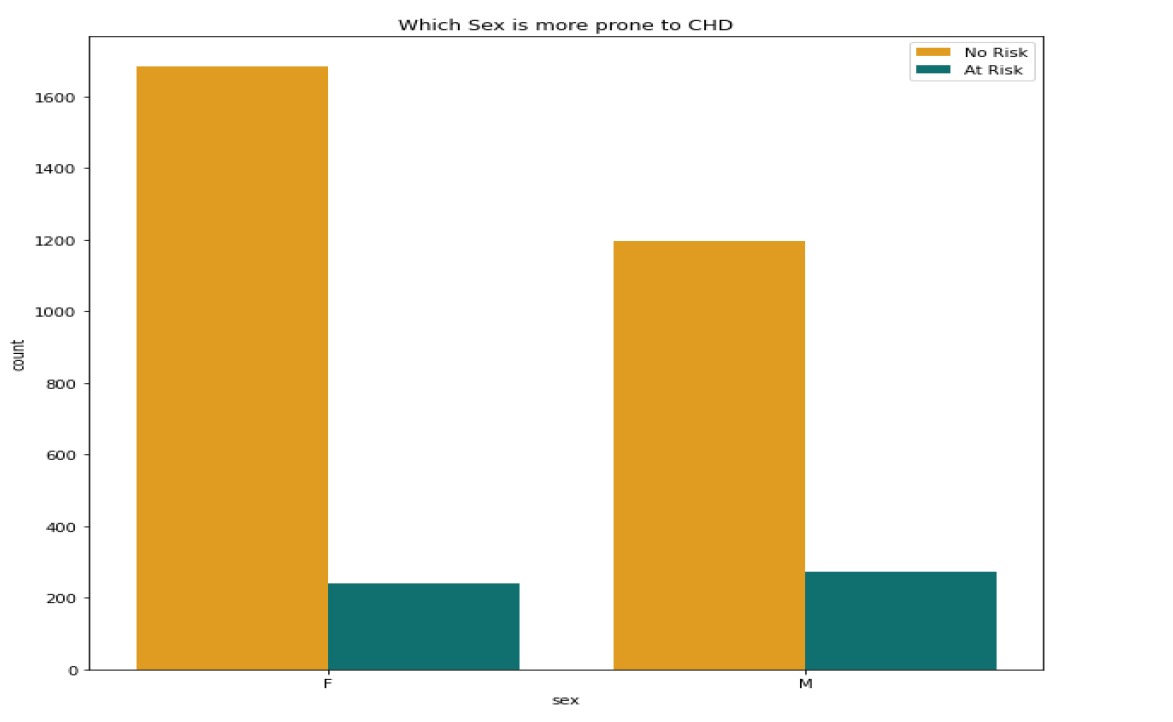 Which Sex is more prone to CHD
No Risk
At Risk
1600
1400
1200
1000
800
600
400
200
0
count
F
M
sex